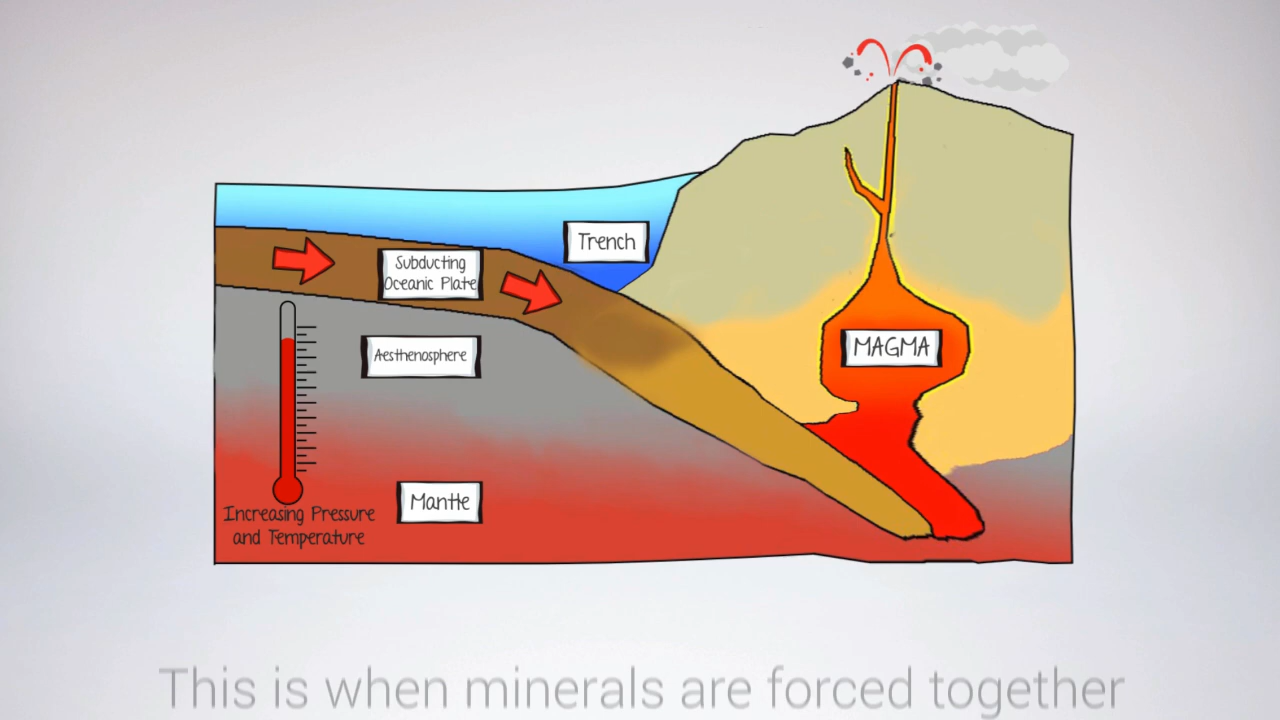 Trench
Subducting
Oceanic Plate
MAGMA
Aesthenosphere
Mantle
Increasing Pressure
and Temperature
This is when minerals are forced together